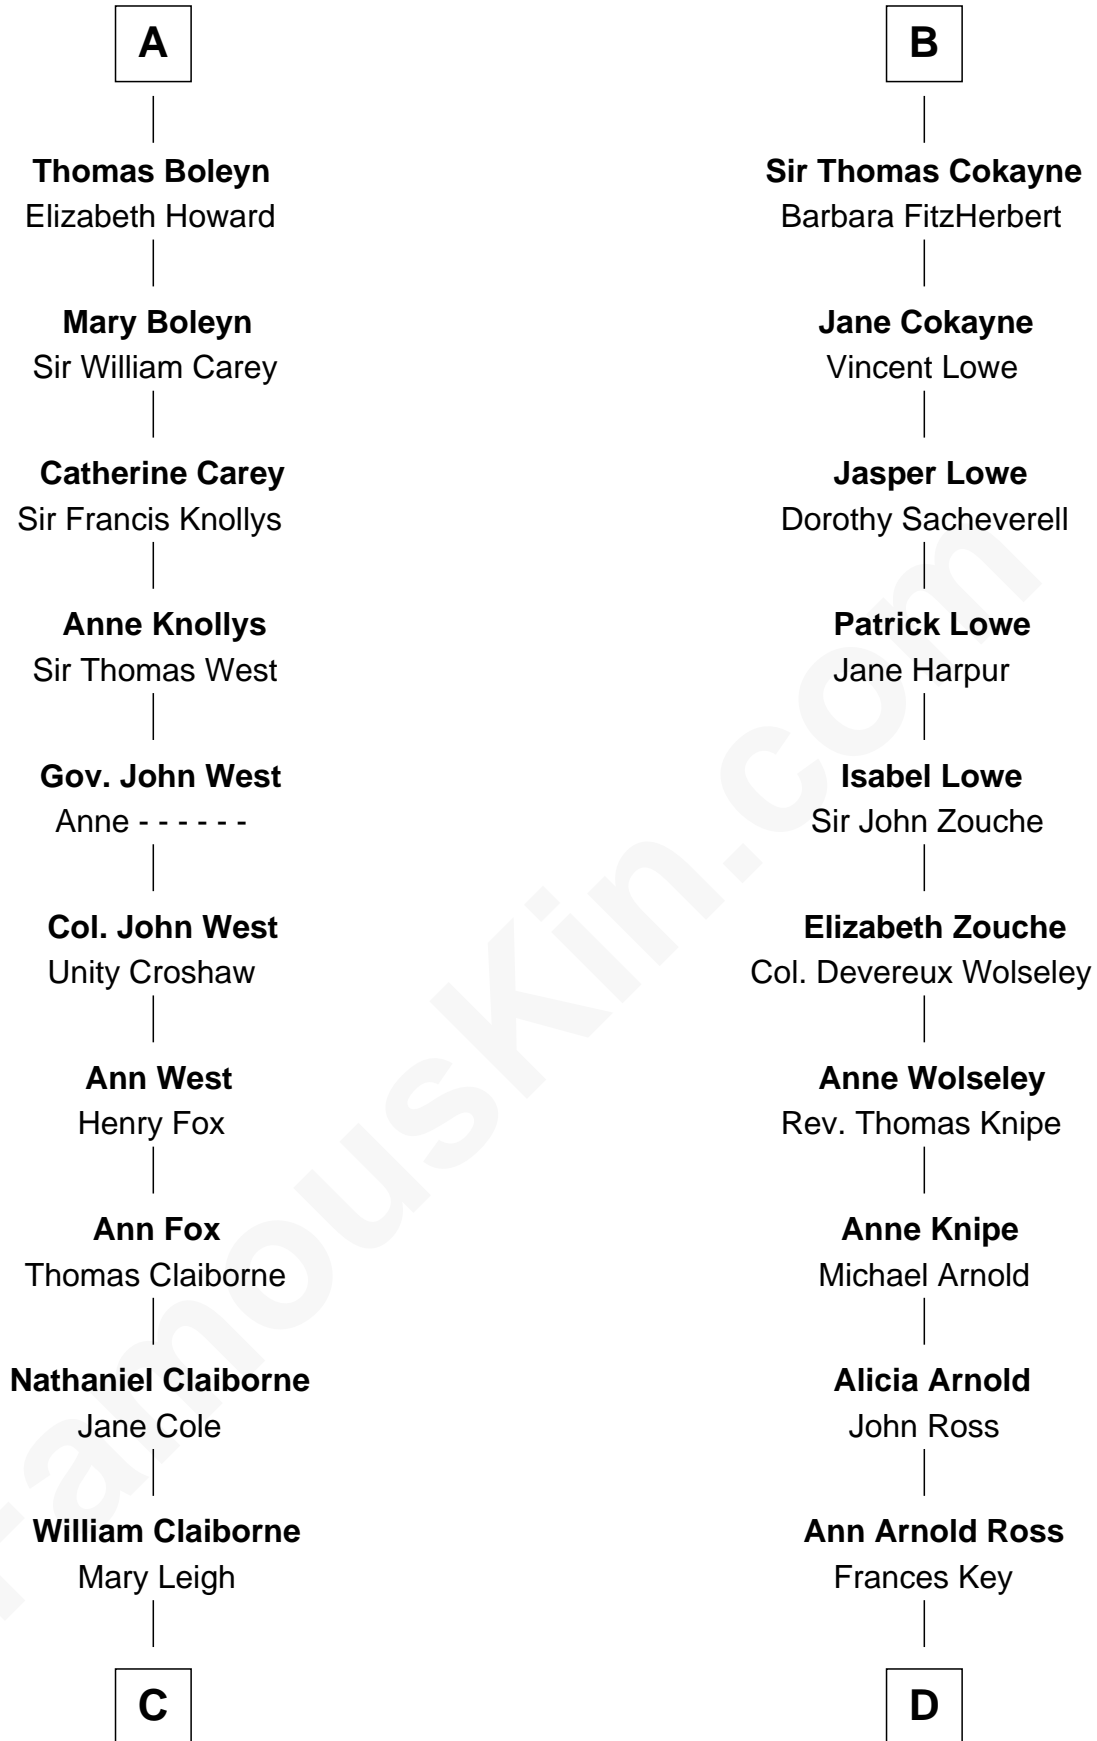 A
Thomas Boleyn
Elizabeth Howard
Mary Boleyn
Sir William Carey
Catherine Carey
Sir Francis Knollys
Anne Knollys
Sir Thomas West
Gov. John West
Anne - - - - - -
Col. John West
Unity Croshaw
Ann West
Henry Fox
Ann Fox
Thomas Claiborne
Nathaniel Claiborne
Jane Cole
William Claiborne
Mary Leigh
C
B
Sir Thomas Cokayne
Barbara FitzHerbert
Jane Cokayne
Vincent Lowe
Jasper Lowe
Dorothy Sacheverell
Patrick Lowe
Jane Harpur
Isabel Lowe
Sir John Zouche
Elizabeth Zouche
Col. Devereux Wolseley
Anne Wolseley
Rev. Thomas Knipe
Anne Knipe
Michael Arnold
Alicia Arnold
John Ross
Ann Arnold Ross
Frances Key
D
FamousKin.com